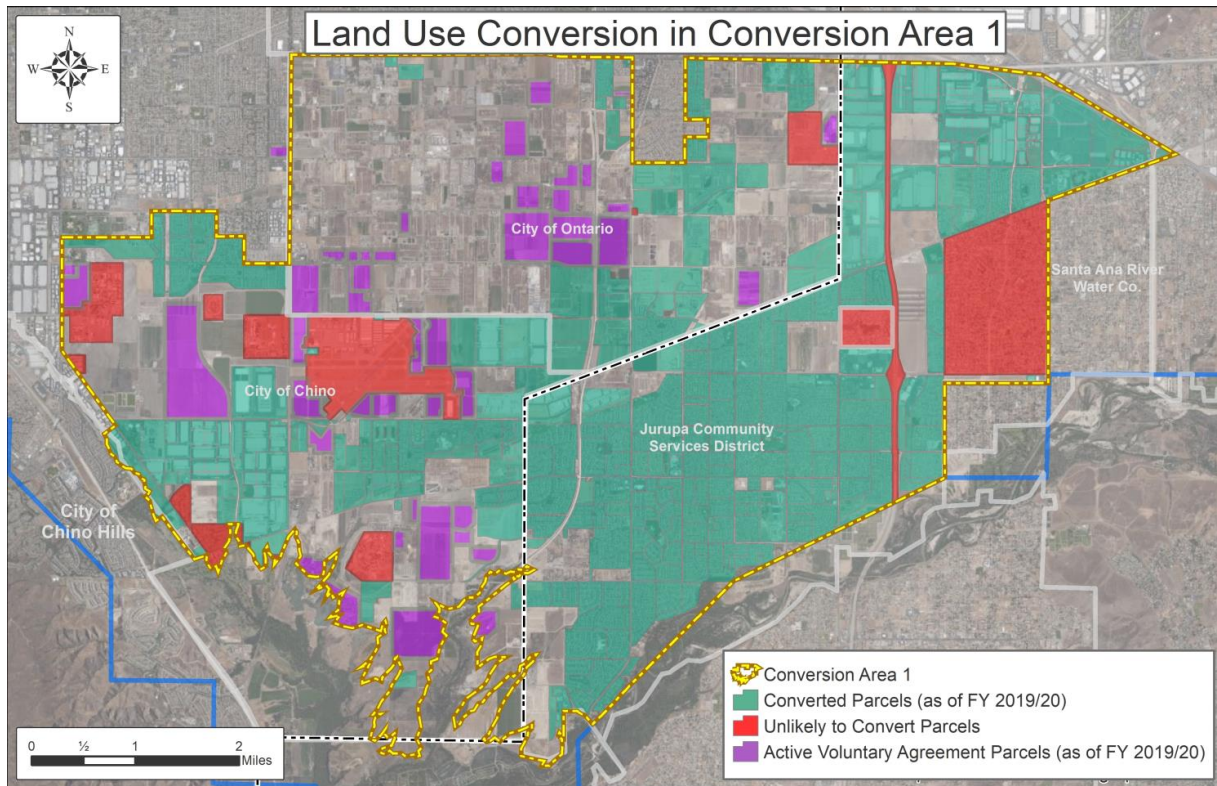 Land Use Conversion in Conversion Area 1
N
W E
S
City of Ontario
Santa Ana River
Water Co.
City of Chino
Jurupa Community
Services District
City of
Chino Hills
Conversion Area 1
Converted Parcels (as of FY 2019/20)
Unlikely to Convert Parcels
Active Voluntary Agreement Parcels (as of FY 2019/20)
0 ½ 1 2
Miles